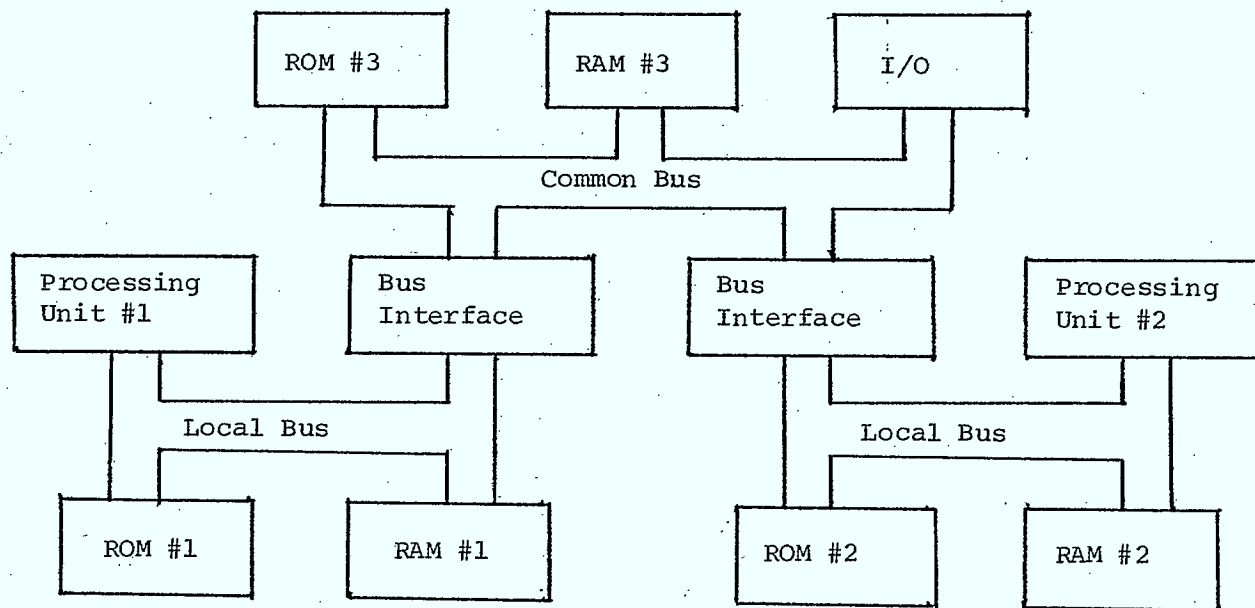 ROM #3
RAM #3
I/O
Common Bus
Processing
Unit #1
Bus
Interface
Bus
Interface
Processing
Unit #2
Local Bus
Local Bus
ROM #1
RAM #1
ROM #2
RAM #2